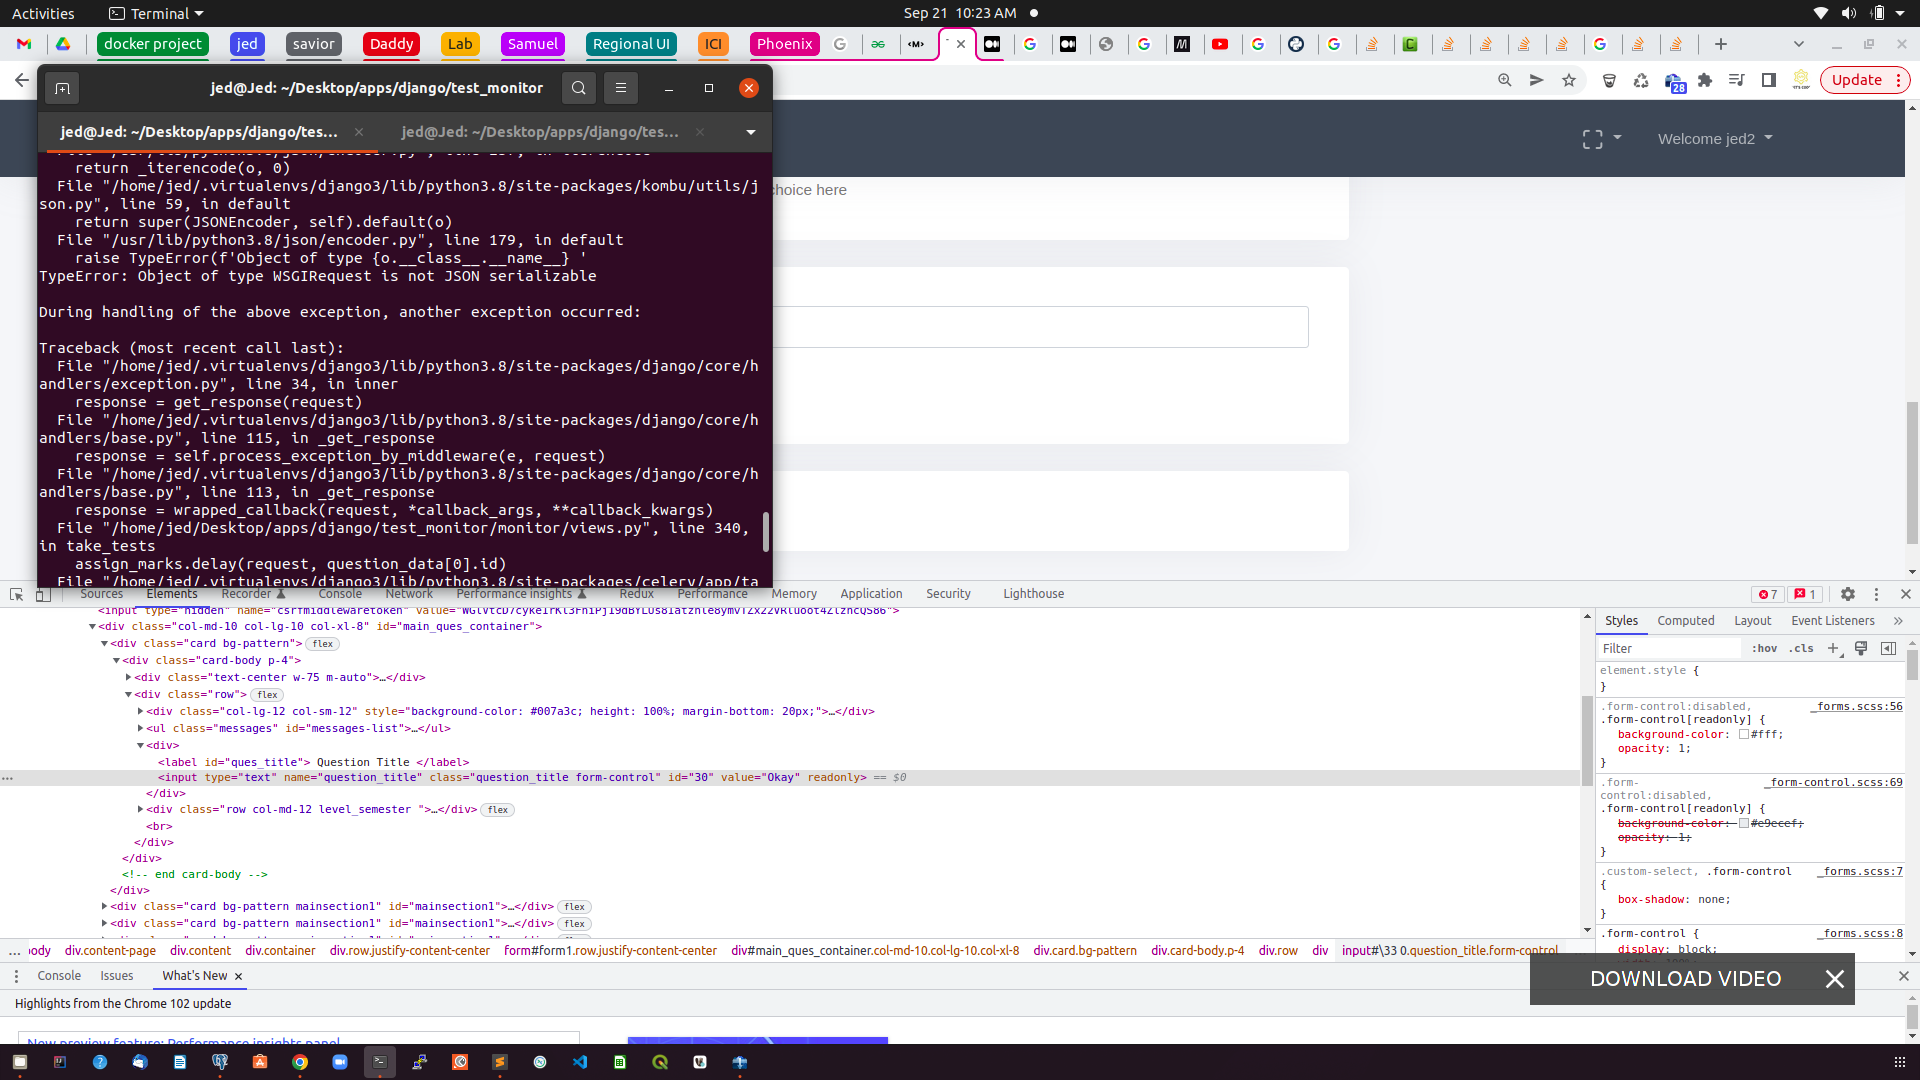 Activities
Terminal
Sep 21 10:23 AM
docker project
jed
savior
Daddy
Lab
Samuel
Regional UI
ICI
Phoenix
28
Update
jed@Jed: ~/Desktop/apps/django/test_monitor
jed@Jed: ~/Desktop/apps/django/tes...
jed@Jed: ~/Desktop/apps/django/tes...
Welcome jed2
choice here
return _iterencode(o, 0)
File "/home/jed/.virtualenvs/django3/lib/python3.8/site-packages/kombu/utils/j
son.py", line 59, in default
return super(JSONEncoder, self).default(o)
File "/usr/lib/python3.8/json/encoder.py", line 179, in default
raise TypeError(f'Object of type {o.__class__.__name__} '
TypeError: Object of type WSGIRequest is not JSON serializable
During handling of the above exception, another exception occurred:
Traceback (most recent call last):
File "/home/jed/.virtualenvs/django3/lib/python3.8/site-packages/django/core/h
andlers/exception.py", line 34, in inner
response = get_response(request)
File "/home/jed/.virtualenvs/django3/lib/python3.8/site-packages/django/core/h
andlers/base.py", line 115, in _get_response
response = self.process_exception_by_middleware(e, request)
File "/home/jed/.virtualenvs/django3/lib/python3.8/site-packages/django/core/h
andlers/base.py", line 113, in _get_response
response = wrapped_callback(request, *callback_args, **callback_kwargs)
File "/home/jed/Desktop/apps/django/test_monitor/monitor/views.py", line 340,
in take_tests
assign_marks.delay(request, question_data[0].id)
File "/home/jed/.virtualenvs/django3/lib/python3.8/site-packages/celery/app/ta
Sources Elements Recorder Console Network Performance insights Redux Performance Memory Application Security Lighthouse 7 1
<input type="hidden" name="csrfmiddlewaretoken"
<div class="col-md-10 col-lg-10 col-xl-8" id="main_ques_container">
<div class="card bg-pattern"> flex
<div class="card-body p-4">
<div class="text-center w-75 m-auto">…</div>
<div class="row"> flex
<div class="col-lg-12 col-sm-12" style="background-color: #007a3c; height: 100%; margin-bottom: 20px;">…</div>
<ul class="messages" id="messages-list">…</ul>
<div>
<label id="ques_title"> Question Title </label>
<input type="text" name="question_title" class="question_title form-control" id="30" value="Okay" readonly> == $0
</div>
<div class="row col-md-12 level_semester ">…</div> flex
<br>
</div>
</div>
<!-- end card-body -->
</div>
<div class="card bg-pattern mainsection1" id="mainsection1">…</div> flex
<div class="card bg-pattern mainsection1" id="mainsection1">…</div> flex
Styles Computed Layout Event Listeners »
Filter :hov .cls +
element.style {
}
.form-control:disabled, _forms.scss:56
.form-control[readonly] {
background-color: #fff;
opacity: 1;
}
.form- _form-control.scss:69
control:disabled,
.form-control[readonly] {
background-color: #e9ecef;
opacity: 1;
}
.custom-select, .form-control _forms.scss:7
{
box-shadow: none;
}
.form-control { _forms.scss:8
display: block;
... body div.content-page div.content div.container div.row.justify-content-center form#form1.row.justify-content-center div#main_ques_container.col-md-10.col-lg-10.col-xl-8 div.card.bg-pattern div.card-body.p-4 div.row div input#\33 0.question_title.form-control
Console Issues What's New
DOWNLOAD VIDEO
Highlights from the Chrome 102 update
New preview feature: Performance insights panel